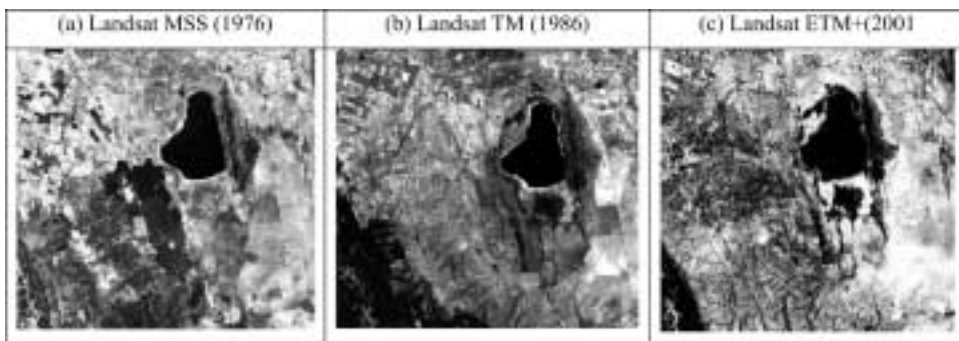 (a) Landsat MSS (1976)
(b) Landsat TM (1986)
(c) Landsat ETM+(2001